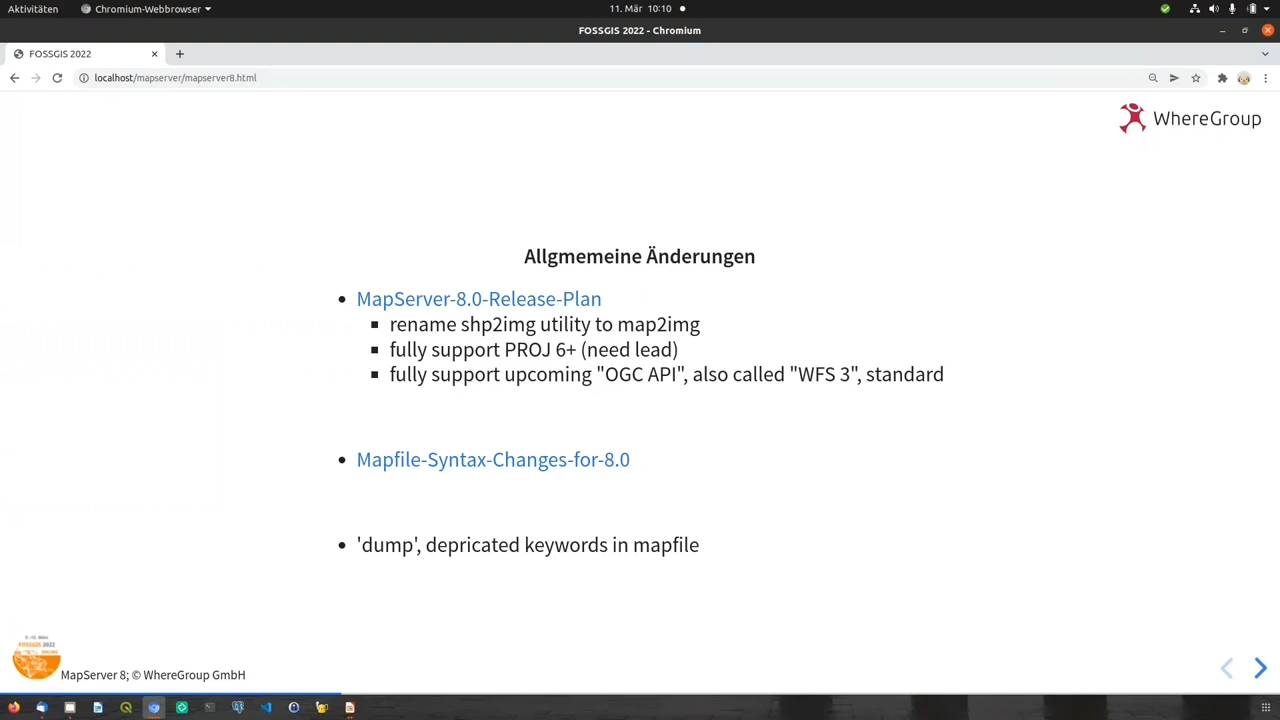 Aktivitäten
Chromium-Webbrowser
11. Mär 10:10
FOSSGIS 2022 - Chromium
FOSSGIS 2022
localhost/mapserver/mapserver8.html
WhereGroup
Allgmemeine Änderungen
MapServer-8.0-Release-Plan
rename shp2img utility to map2img
fully support PROJ 6+ (need lead)
fully support upcoming "OGC API", also called "WFS 3", standard
Mapfile-Syntax-Changes-for-8.0
'dump', depricated keywords in mapfile
FOSSGIS 2022
MapServer 8; © WhereGroup GmbH